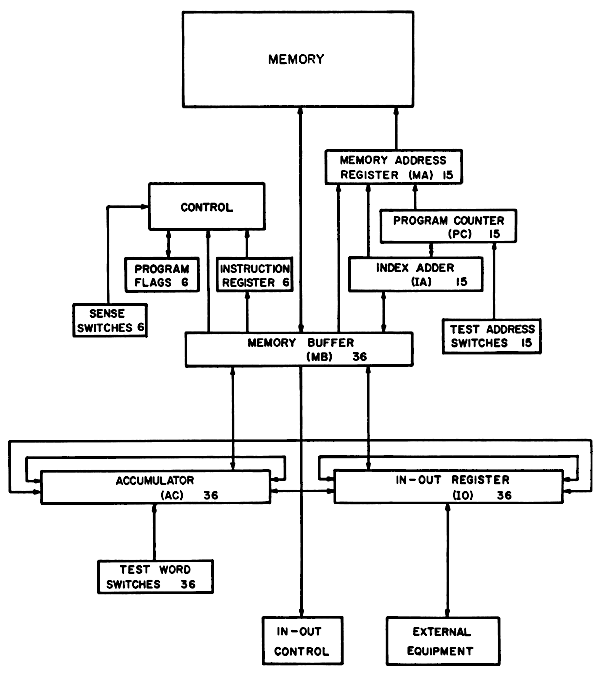 MEMORY
MEMORY ADDRESS
REGISTER (MA) 15
CONTROL
PROGRAM COUNTER
(PC) 15
PROGRAM
FLAGS 6
INSTRUCTION
REGISTER 6
INDEX ADDER
(IA) 15
SENSE
SWITCHES 6
TEST ADDRESS
SWITCHES 15
MEMORY BUFFER
(MB) 36
ACCUMULATOR
(AC) 36
IN-OUT REGISTER
(IO) 36
TEST WORD
SWITCHES 36
IN-OUT
CONTROL
EXTERNAL
EQUIPMENT